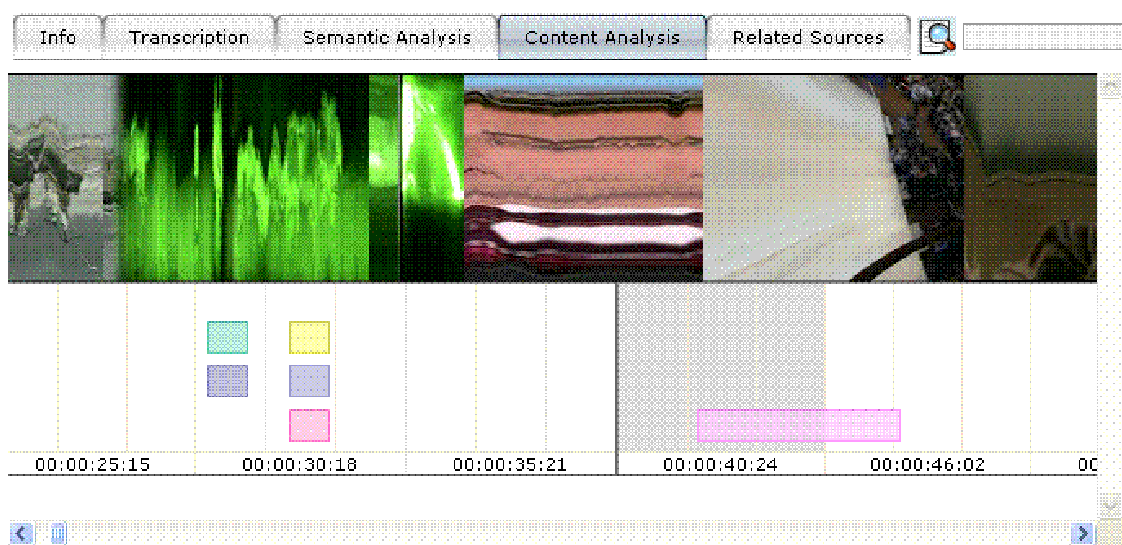 Info Transcription Semantic Analysis Content Analysis Related Sources
00:00:25:15 00:00:30:18 00:00:35:21 00:00:40:24 00:00:46:02 00